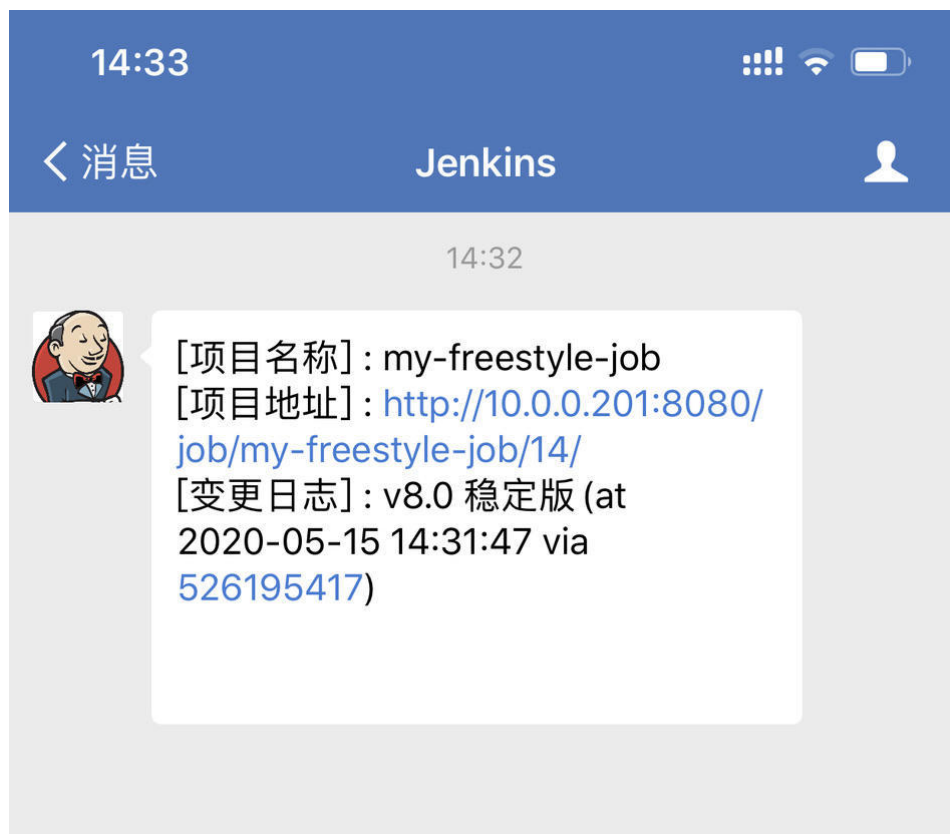 14:33
消息
Jenkins
14:32
[项目名称] : my-freestyle-job
[项目地址] : http://10.0.0.201:8080/
job/my-freestyle-job/14/
[变更日志] : v8.0 稳定版 (at
2020-05-15 14:31:47 via
526195417)